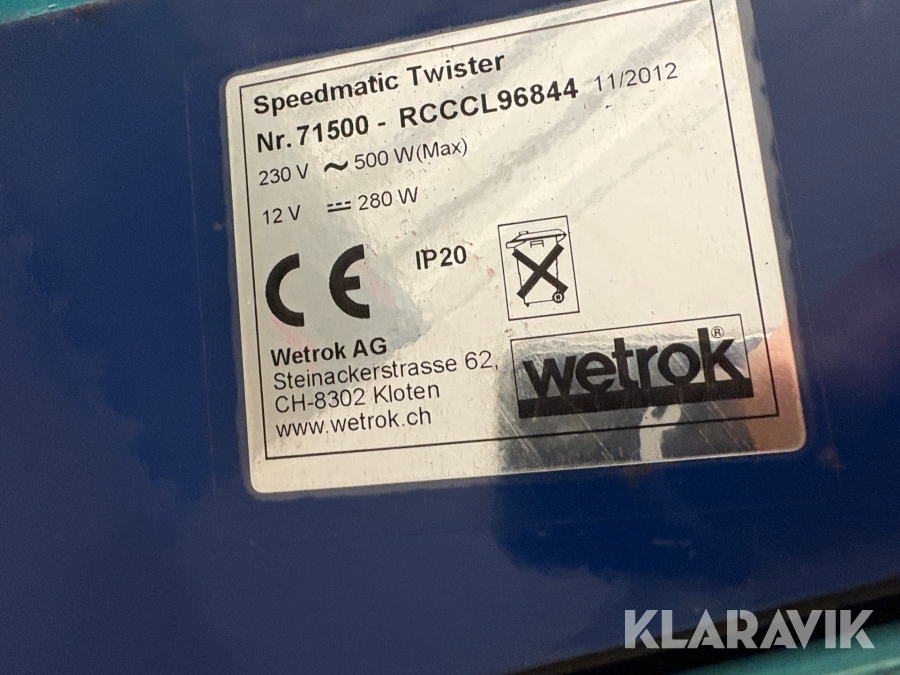 Speedmatic Twister
Nr. 71500 - RCCCL96844 11/2012
230 V ~ 500 W(Max)
12 V ⎓ 280 W
CE IP20
Wetrok AG
Steinackerstrasse 62,
CH-8302 Kloten
www.wetrok.ch
wetrok®
KLARAVIK